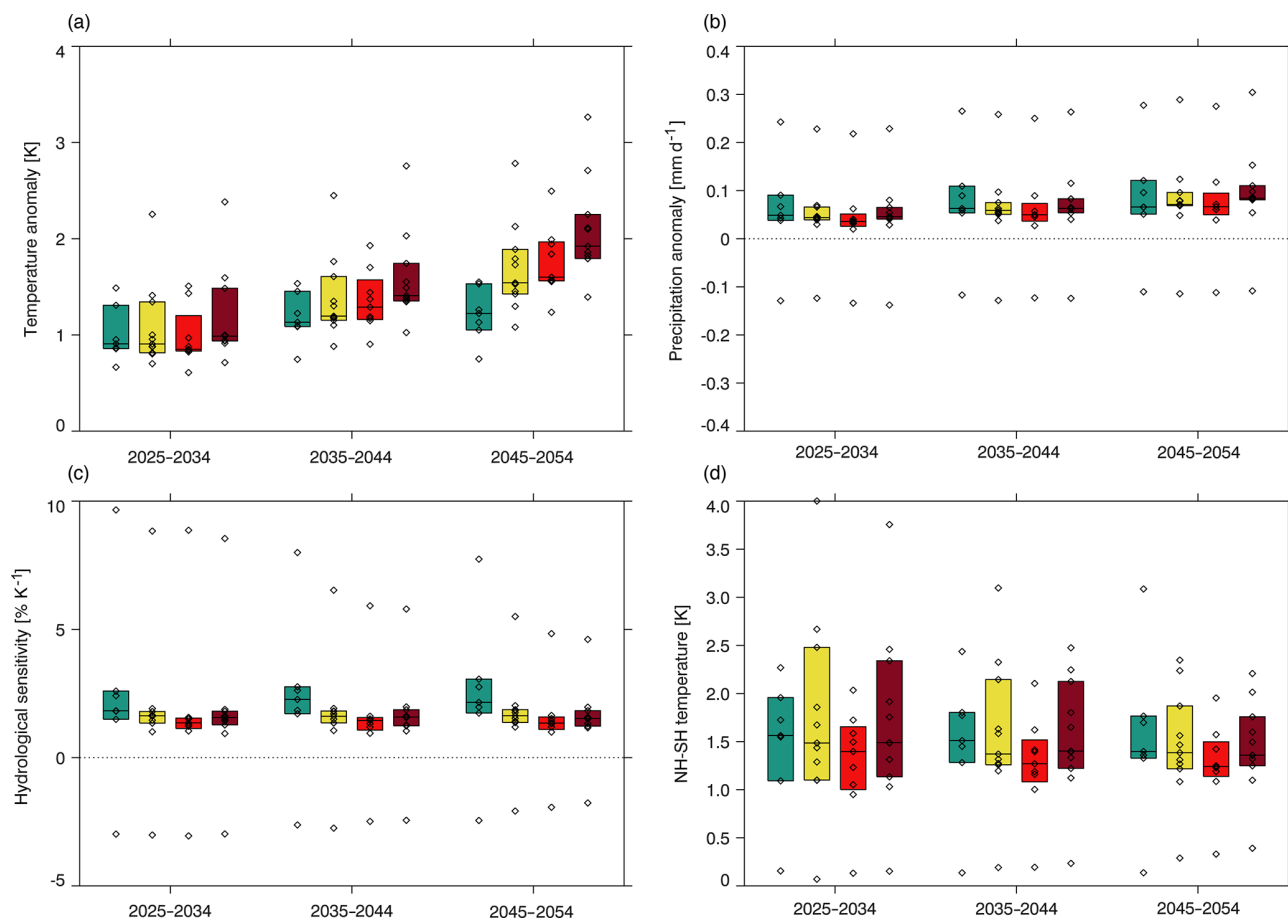 (a)
Temperature anomaly [K]
4
3
2
1
0
2025–2034 2035–2044 2045–2054
(b)
Precipitation anomaly [mm d⁻¹]
0.4
0.3
0.2
0.1
0
-0.1
-0.2
-0.3
-0.4
2025–2034 2035–2044 2045–2054
(c)
Hydrological sensitivity [% K⁻¹]
10
5
0
-5
2025–2034 2035–2044 2045–2054
(d)
NH-SH temperature [K]
4.0
3.5
3.0
2.5
2.0
1.5
1.0
0.5
0
2025–2034 2035–2044 2045–2054